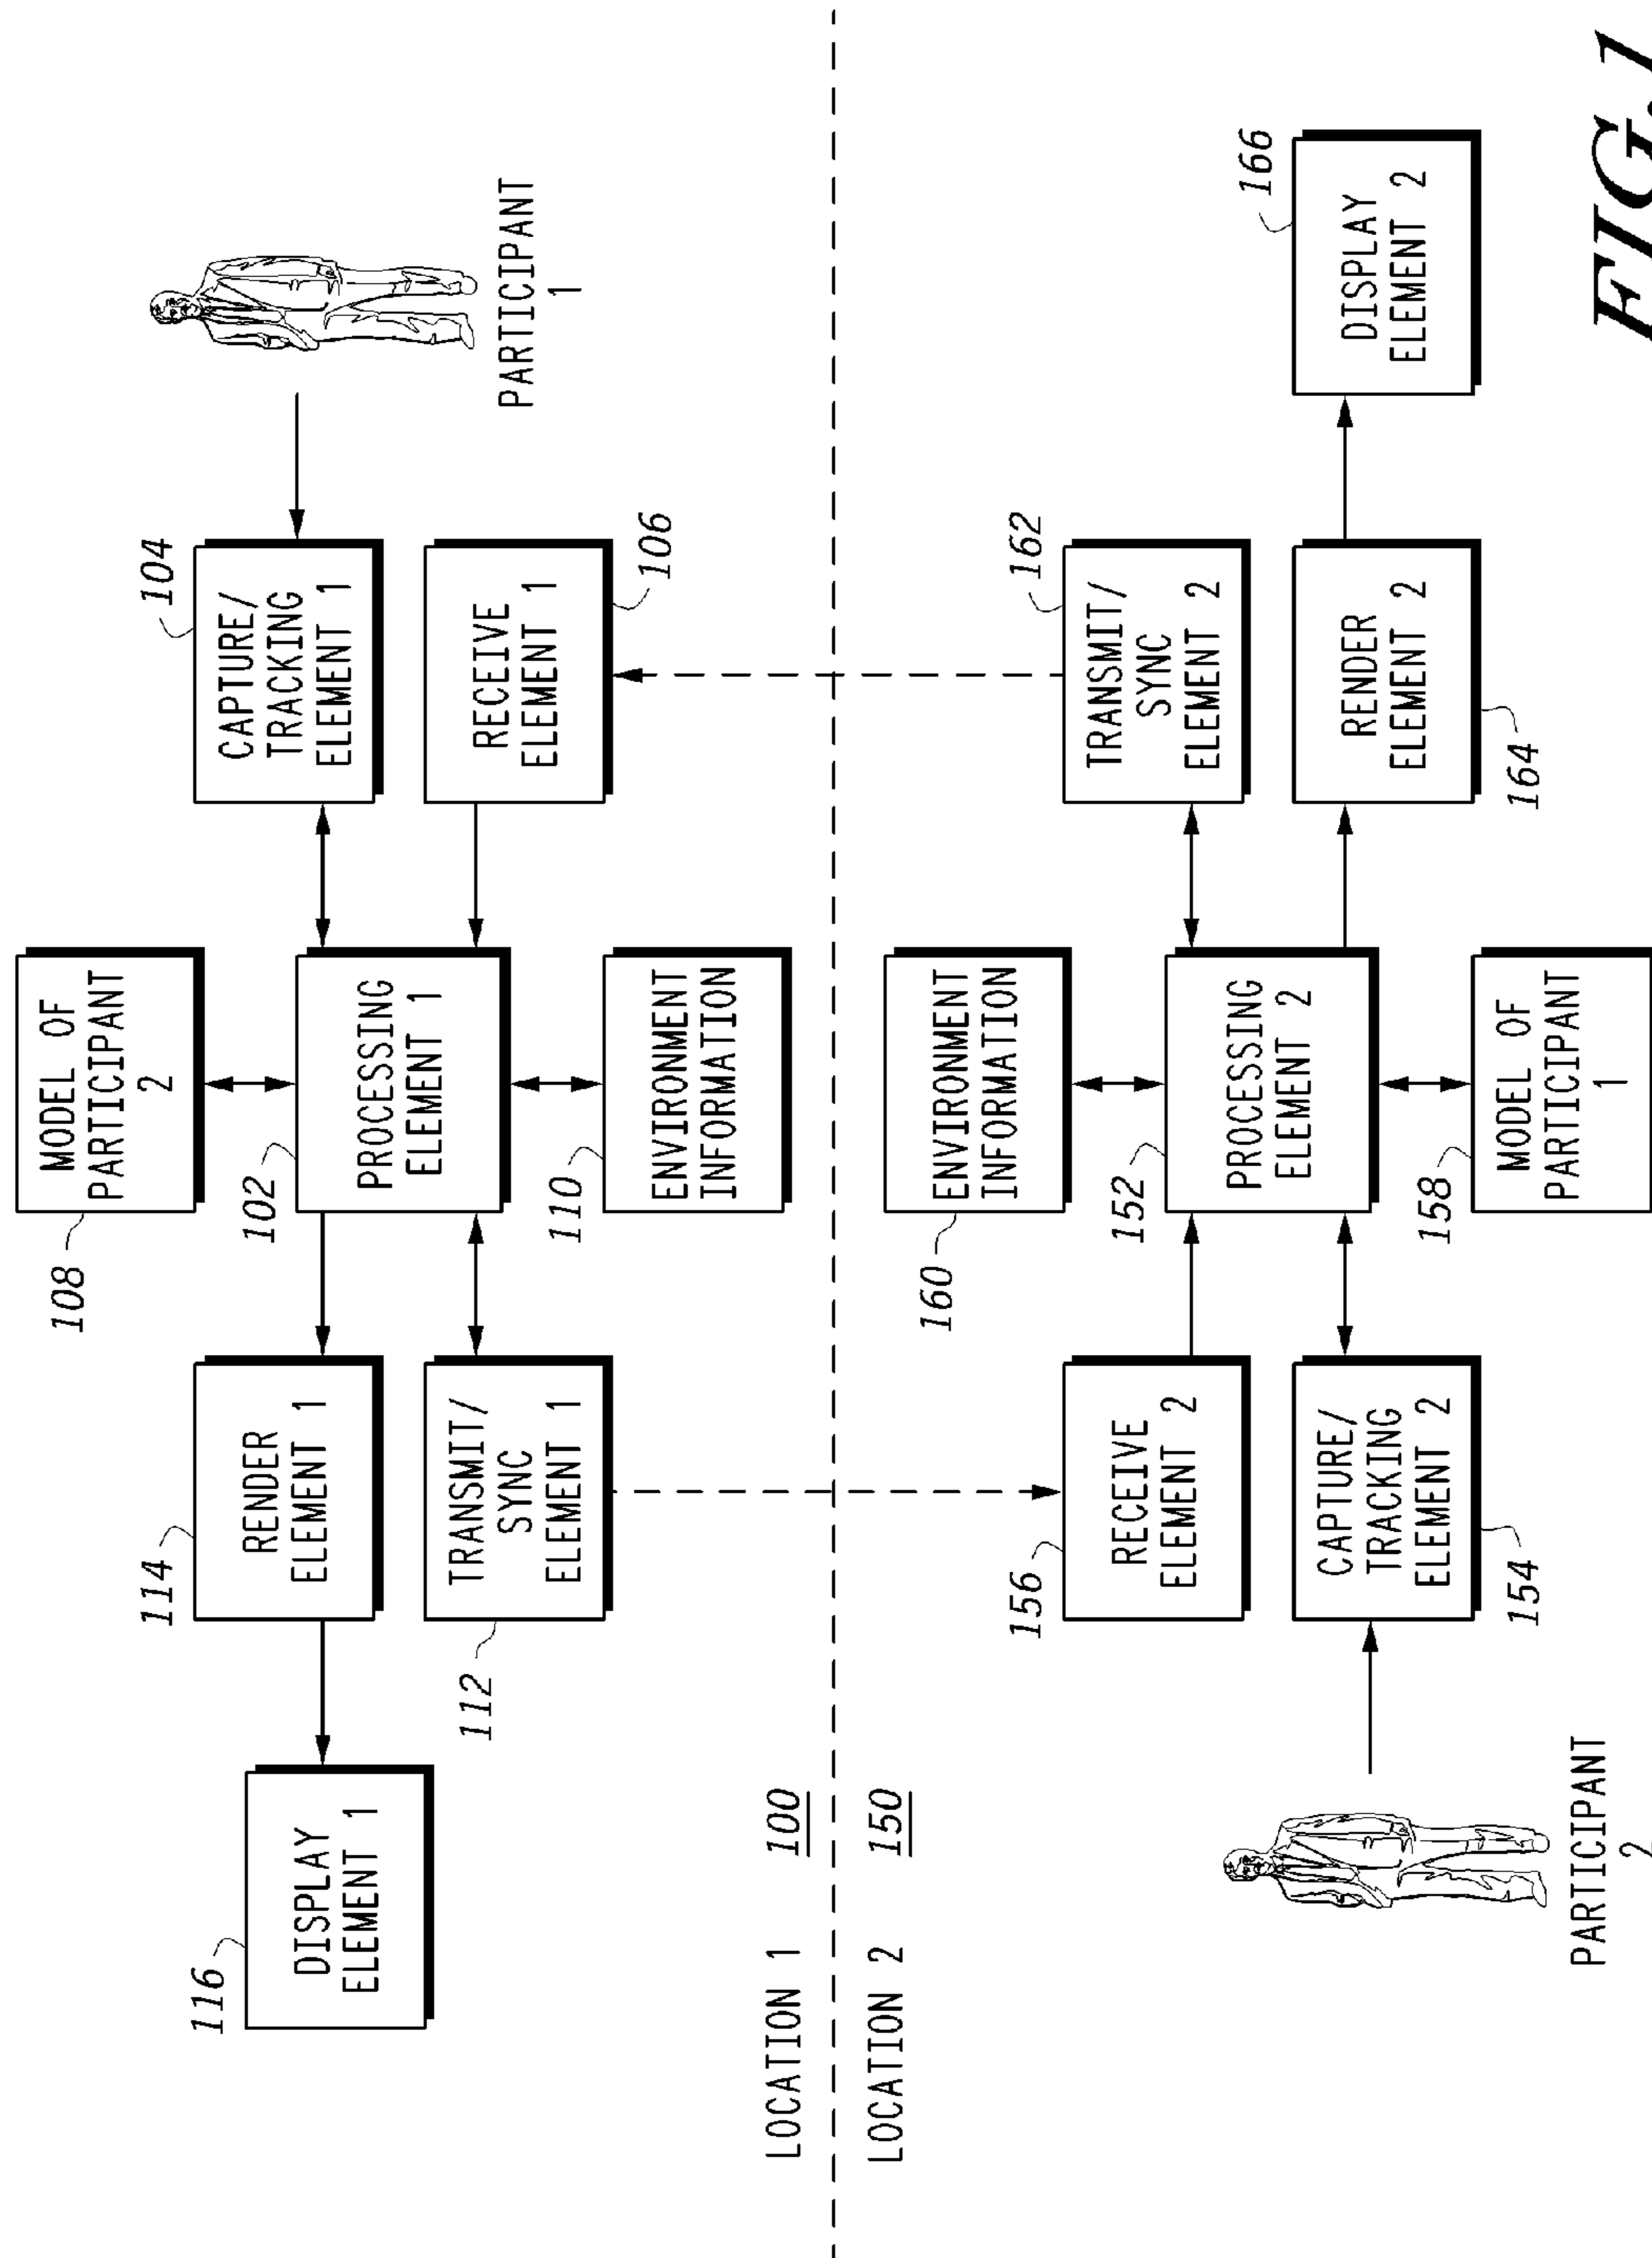 108
MODEL OF
PARTICIPANT
2
116
DISPLAY
ELEMENT 1
114
RENDER
ELEMENT 1
102
PROCESSING
ELEMENT 1
104
CAPTURE/
TRACKING
ELEMENT 1
PARTICIPANT
1
112
TRANSMIT/
SYNC
ELEMENT 1
110
ENVIRONMENT
INFORMATION
RECEIVE
ELEMENT 1
106
LOCATION 1
100
LOCATION 2
150
160
ENVIRONMENT
INFORMATION
156
RECEIVE
ELEMENT 2
152
PROCESSING
ELEMENT 2
162
TRANSMIT/
SYNC
ELEMENT 2
PARTICIPANT
2
CAPTURE/
TRACKING
ELEMENT 2
154
158
MODEL OF
PARTICIPANT
1
RENDER
ELEMENT 2
164
166
DISPLAY
ELEMENT 2
FIG.1